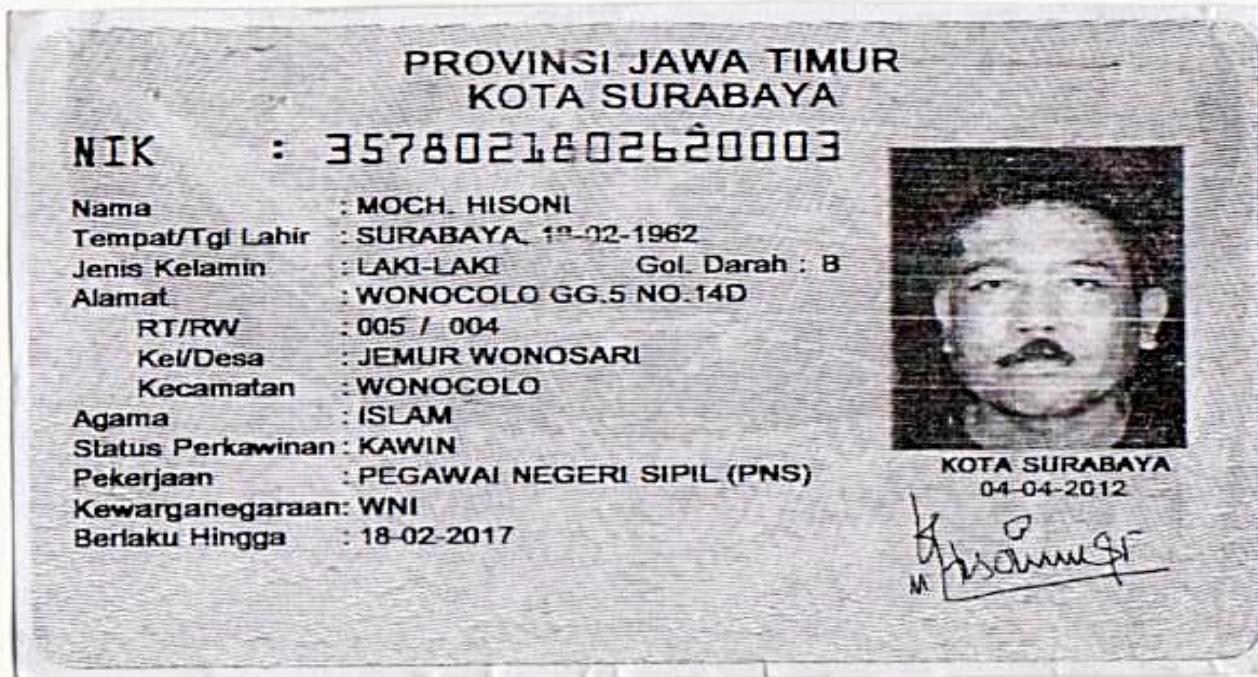 PROVINSI JAWA TIMUR
KOTA SURABAYA
NIK : 3578021802620003
Nama : MOCH. HISONI
Tempat/Tgl Lahir : SURABAYA, 18-02-1962
Jenis Kelamin : LAKI-LAKI Gol. Darah : B
Alamat : WONOCOLO GG.5 NO.14D
RT/RW : 005 / 004
Kel/Desa : JEMUR WONOSARI
Kecamatan : WONOCOLO
Agama : ISLAM
Status Perkawinan : KAWIN
Pekerjaan : PEGAWAI NEGERI SIPIL (PNS)
Kewarganegaraan: WNI
Berlaku Hingga : 18-02-2017
KOTA SURABAYA
04-04-2012